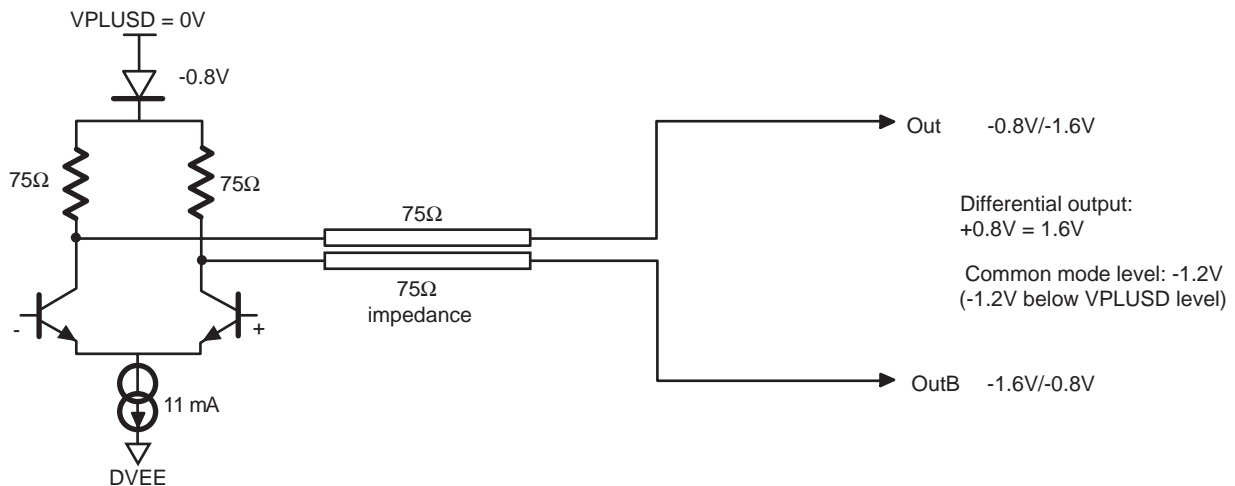 VPLUSD = 0V
-0.8V
75Ω
75Ω
75Ω
75Ω
impedance
Out -0.8V/-1.6V
Differential output:
+0.8V = 1.6V
Common mode level: -1.2V
(-1.2V below VPLUSD level)
-
+
OutB -1.6V/-0.8V
11 mA
DVEE